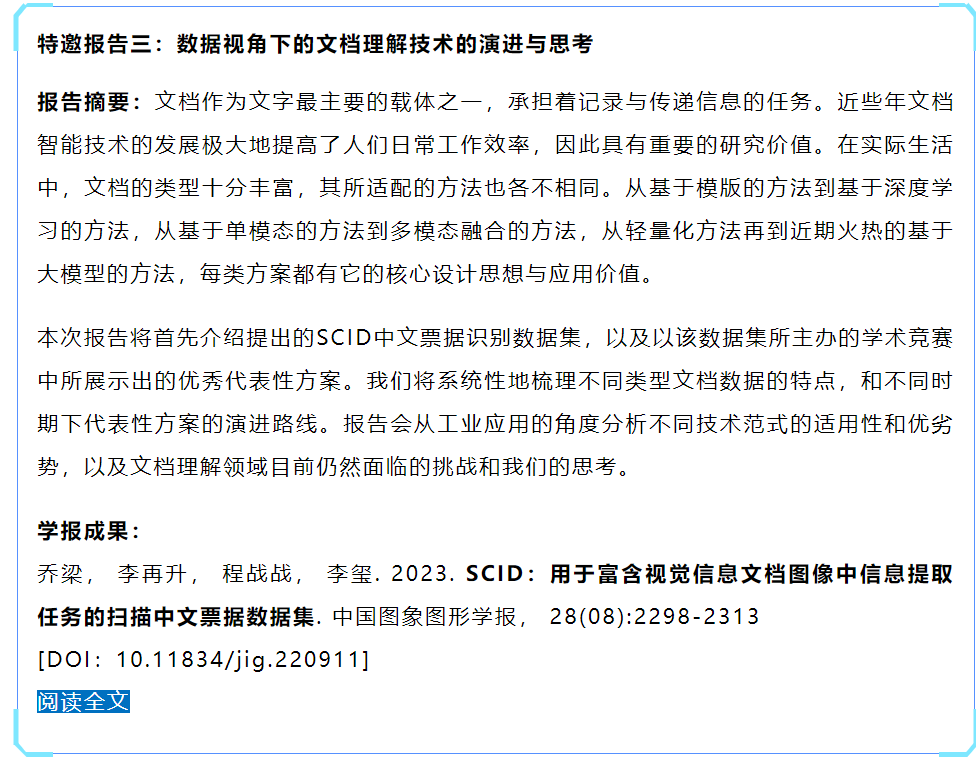 特邀报告三：数据视角下的文档理解技术的演进与思考
报告摘要：文档作为文字最主要的载体之一，承担着记录与传递信息的任务。近些年文档
智能技术的发展极大地提高了人们日常工作效率，因此具有重要的研究价值。在实际生活
中，文档的类型十分丰富，其所适配的方法也各不相同。从基于模版的方法到基于深度学
习的方法，从基于单模态的方法到多模态融合的方法，从轻量化方法再到近期火热的基于
大模型的方法，每类方案都有它的核心设计思想与应用价值。
本次报告将首先介绍提出的SCID中文票据识别数据集，以及以该数据集所主办的学术竞赛
中所展示出的优秀代表性方案。我们将系统性地梳理不同类型文档数据的特点，和不同时
期下代表性方案的演进路线。报告会从工业应用的角度分析不同技术范式的适用性和优劣
势，以及文档理解领域目前仍然面临的挑战和我们的思考。
学报成果：
乔梁， 李再升， 程战战， 李玺. 2023. SCID：用于富含视觉信息文档图像中信息提取
任务的扫描中文票据数据集. 中国图象图形学报， 28(08):2298-2313
[DOI：10.11834/jig.220911]
阅读全文